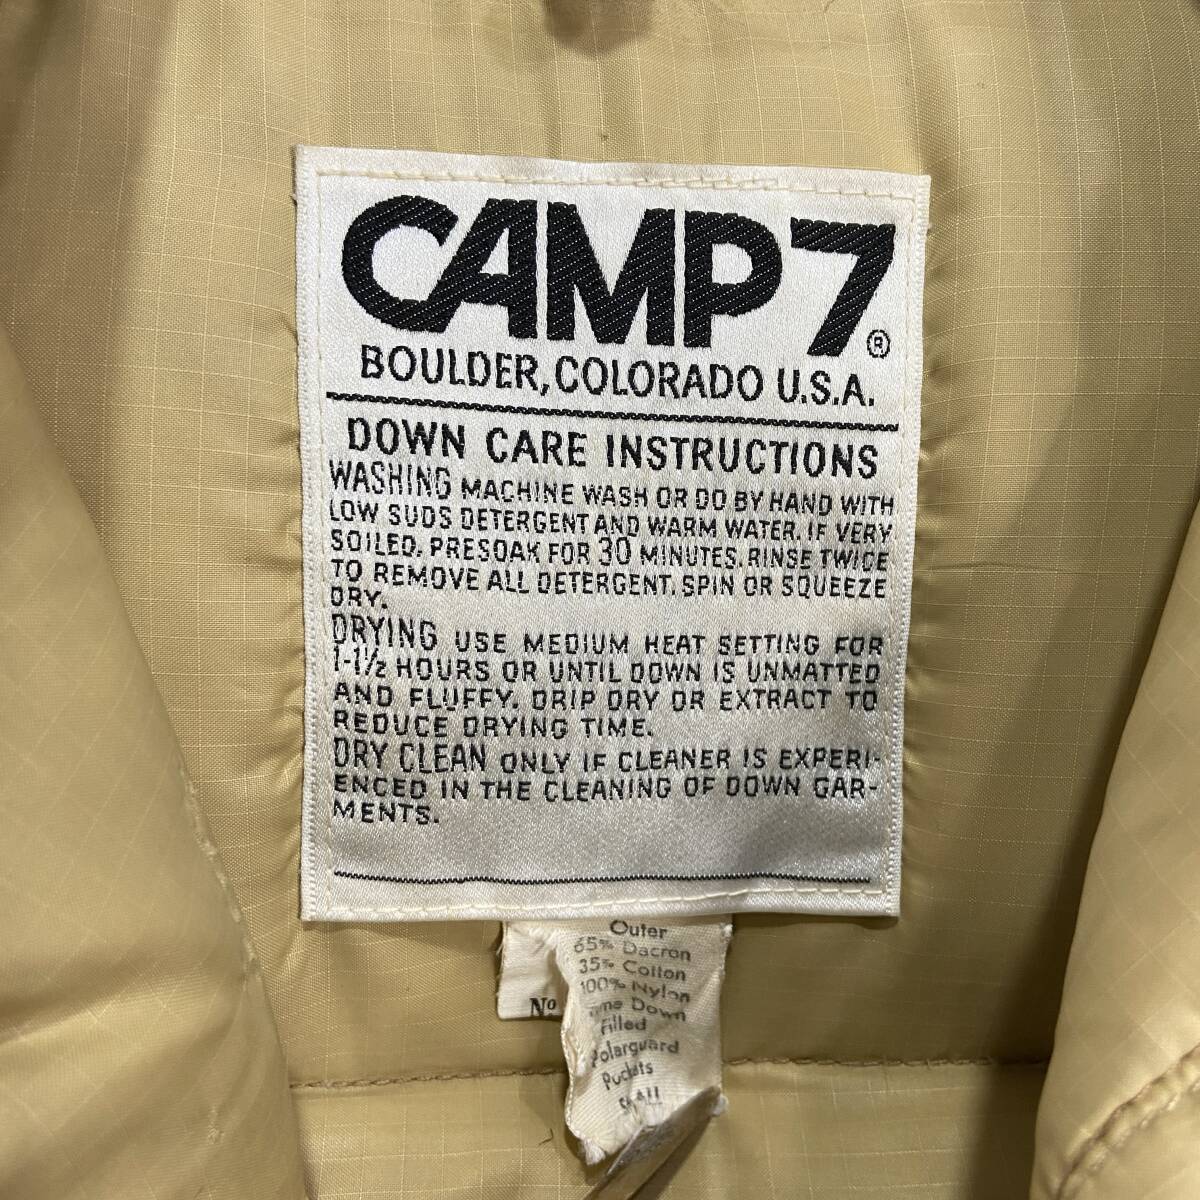 CAMP 7®
BOULDER, COLORADO U.S.A.
DOWN CARE INSTRUCTIONS
WASHING MACHINE WASH OR DO BY HAND WITH
LOW SUDS DETERGENT AND WARM WATER. IF VERY
SOILED. PRESOAK FOR 30 MINUTES. RINSE TWICE
TO REMOVE ALL DETERGENT. SPIN OR SQUEEZE
DRY.
DRYING USE MEDIUM HEAT SETTING FOR
1-1½ HOURS OR UNTIL DOWN IS UNMATTED
AND FLUFFY. DRIP DRY OR EXTRACT TO
REDUCE DRYING TIME.
DRY CLEAN ONLY IF CLEANER IS EXPERI-
ENCED IN THE CLEANING OF DOWN GAR-
MENTS.
Outer
65% Dacron
35% Cotton
100% Nylon
Nº
Down
Filled
Polarguard
Pockets